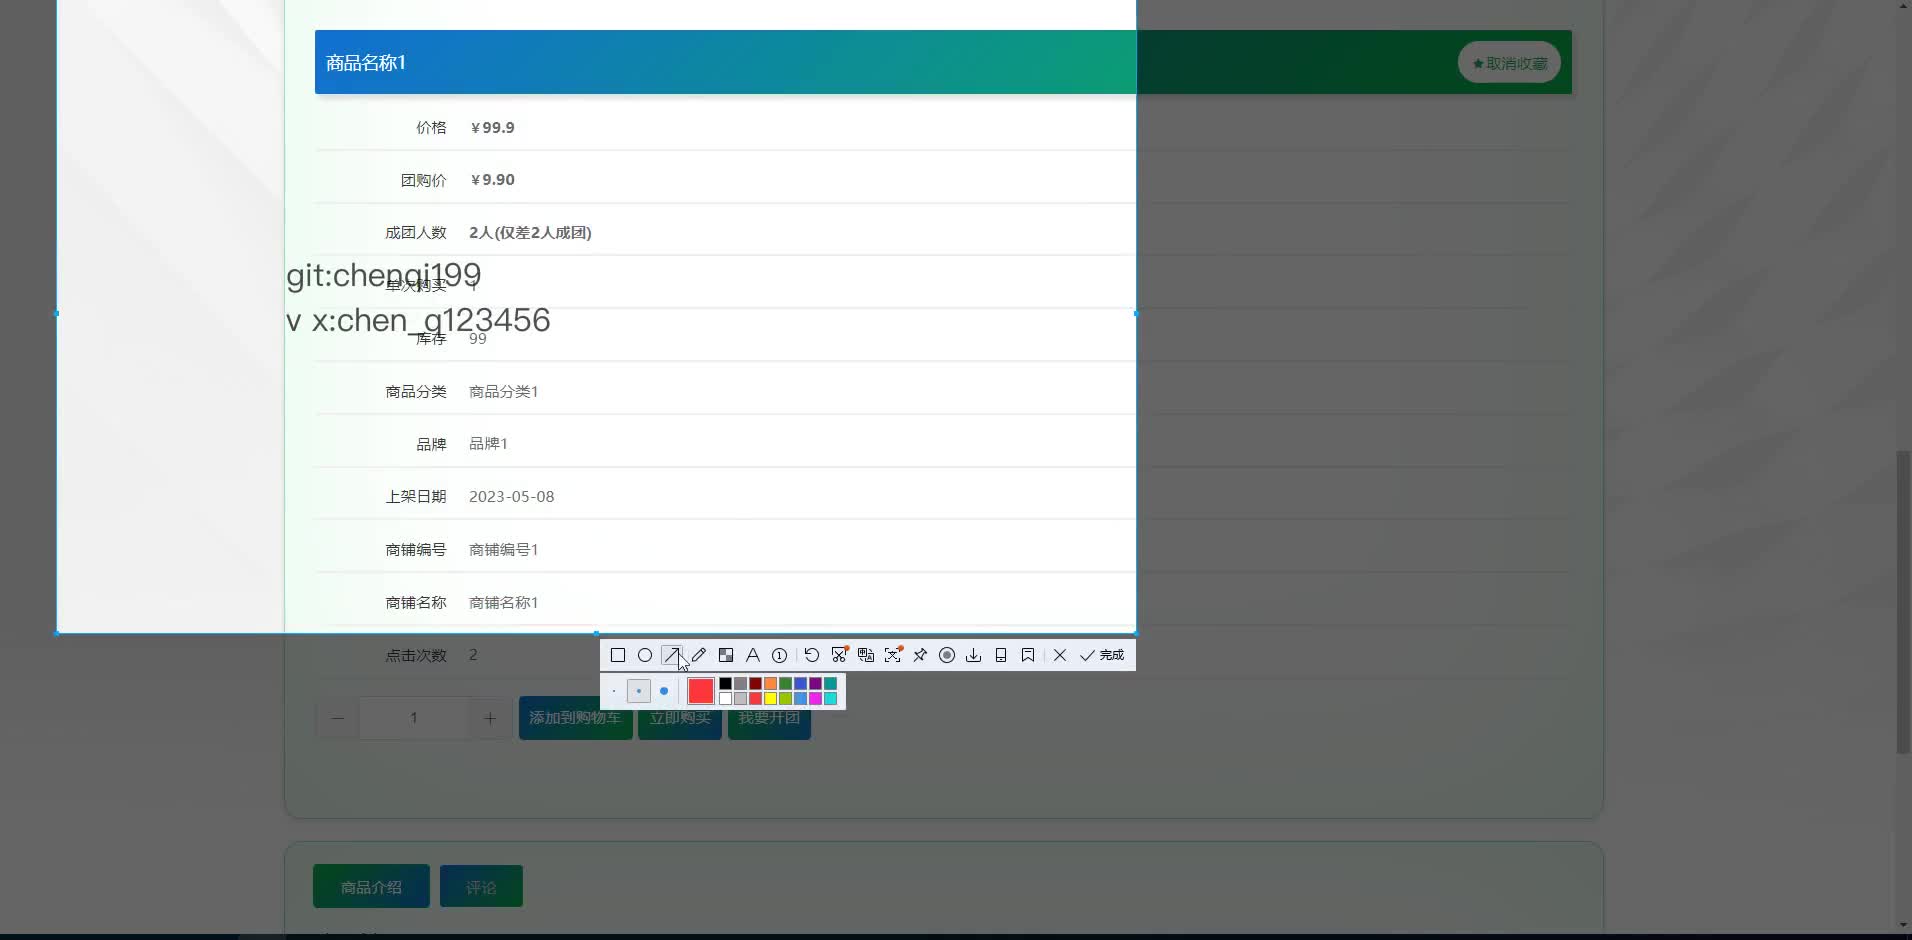 商品名称1
★取消收藏
价格 ￥99.9
团购价 ￥9.90
成团人数 2人(仅差2人成团)
git:chenqi199
单次购买 1
v x:chen_q123456
库存 99
商品分类 商品分类1
品牌 品牌1
上架日期 2023-05-08
商铺编号 商铺编号1
商铺名称 商铺名称1
点击次数 2
完成
1
添加到购物车
立即购买
我要开团
商品介绍
评论